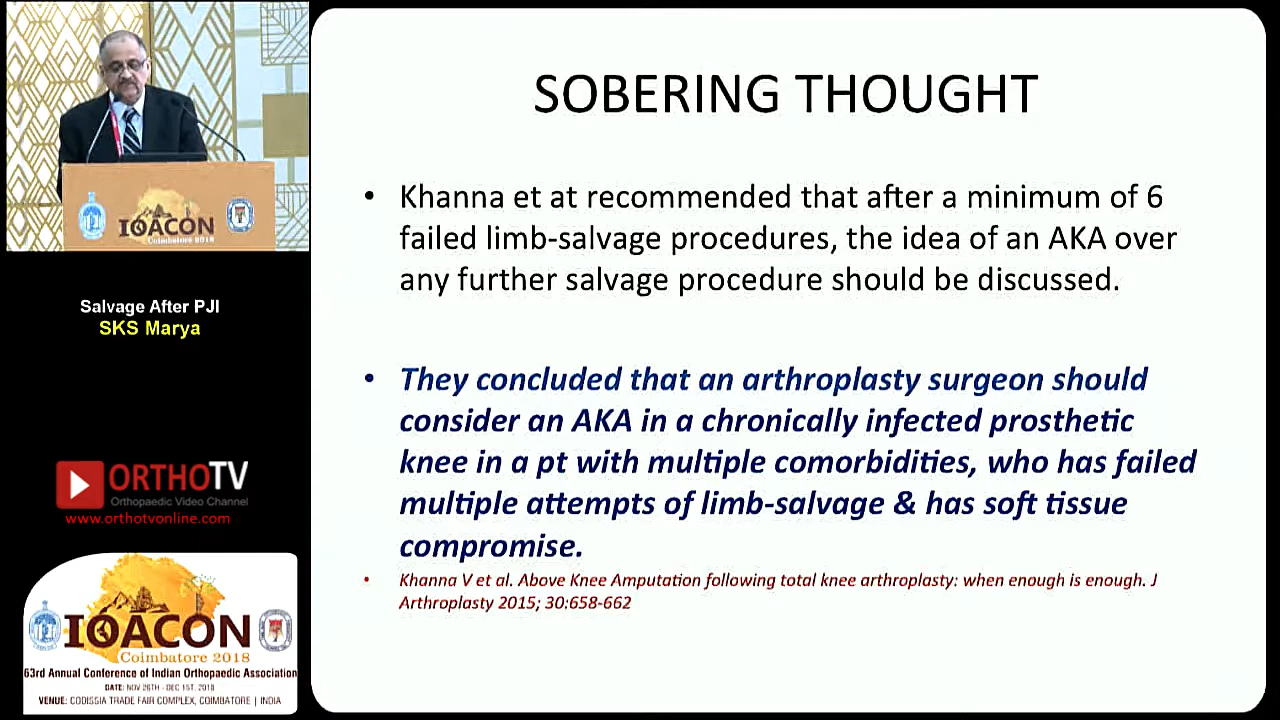 SOBERING THOUGHT
• Khanna et at recommended that after a minimum of 6
failed limb-salvage procedures, the idea of an AKA over
any further salvage procedure should be discussed.
• They concluded that an arthroplasty surgeon should
consider an AKA in a chronically infected prosthetic
knee in a pt with multiple comorbidities, who has failed
multiple attempts of limb-salvage & has soft tissue
compromise.
• Khanna V et al. Above Knee Amputation following total knee arthroplasty: when enough is enough. J
Arthroplasty 2015; 30:658-662
IOACON
Coimbatore 2018
Salvage After PJI
SKS Marya
ORTHOTV
Orthopaedic Video Channel
www.orthotvonline.com
IOACON
Coimbatore 2018
63rd Annual Conference of Indian Orthopaedic Association
DATE: NOV 26TH - DEC 1ST, 2018
VENUE: CODISSIA TRADE FAIR COMPLEX, COIMBATORE | INDIA